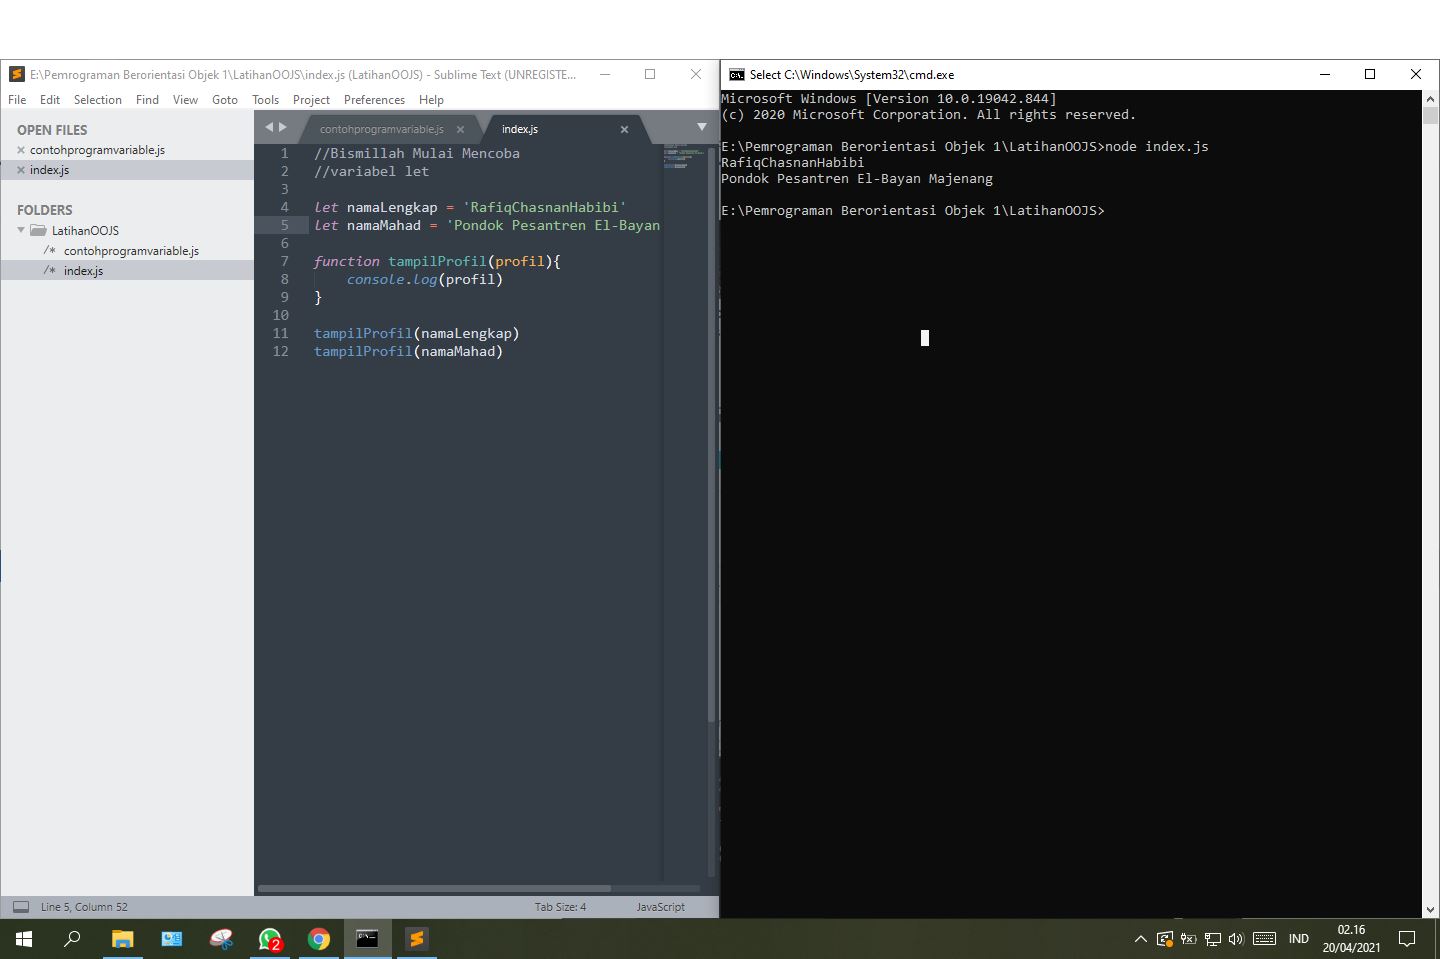 E:\Pemrograman Berorientasi Objek 1\LatihanOOJS\index.js (LatihanOOJS) - Sublime Text (UNREGISTE...
File Edit Selection Find View Goto Tools Project Preferences Help
OPEN FILES
contohprogramvariable.js
index.js
FOLDERS
LatihanOOJS
/* contohprogramvariable.js
/* index.js
contohprogramvariable.js index.js
1 //Bismillah Mulai Mencoba
2 //variabel let
3
4 let namaLengkap = 'RafiqChasnanHabibi'
5 let namaMahad = 'Pondok Pesantren El-Bayan
6
7 function tampilProfil(profil){
8 console.log(profil)
9 }
10
11 tampilProfil(namaLengkap)
12 tampilProfil(namaMahad)
Line 5, Column 52 Tab Size: 4 JavaScript
Select C:\Windows\System32\cmd.exe
Microsoft Windows [Version 10.0.19042.844]
(c) 2020 Microsoft Corporation. All rights reserved.
E:\Pemrograman Berorientasi Objek 1\LatihanOOJS>node index.js
RafiqChasnanHabibi
Pondok Pesantren El-Bayan Majenang
E:\Pemrograman Berorientasi Objek 1\LatihanOOJS>
2
IND
02.16
20/04/2021